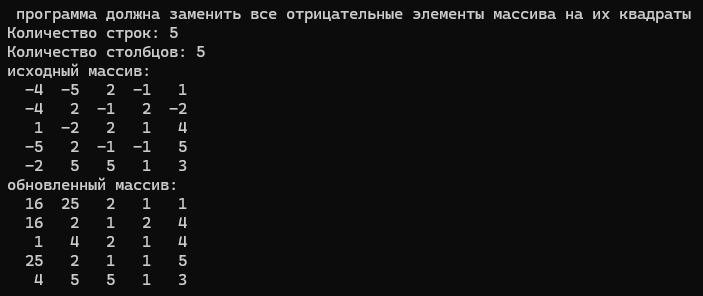 программа должна заменить все отрицательные элементы массива на их квадраты
Количество строк: 5
Количество столбцов: 5
исходный массив:
-4 -5 2 -1 1
-4 2 -1 2 -2
1 -2 2 1 4
-5 2 -1 -1 5
-2 5 5 1 3
обновленный массив:
16 25 2 1 1
16 2 1 2 4
1 4 2 1 4
25 2 1 1 5
4 5 5 1 3